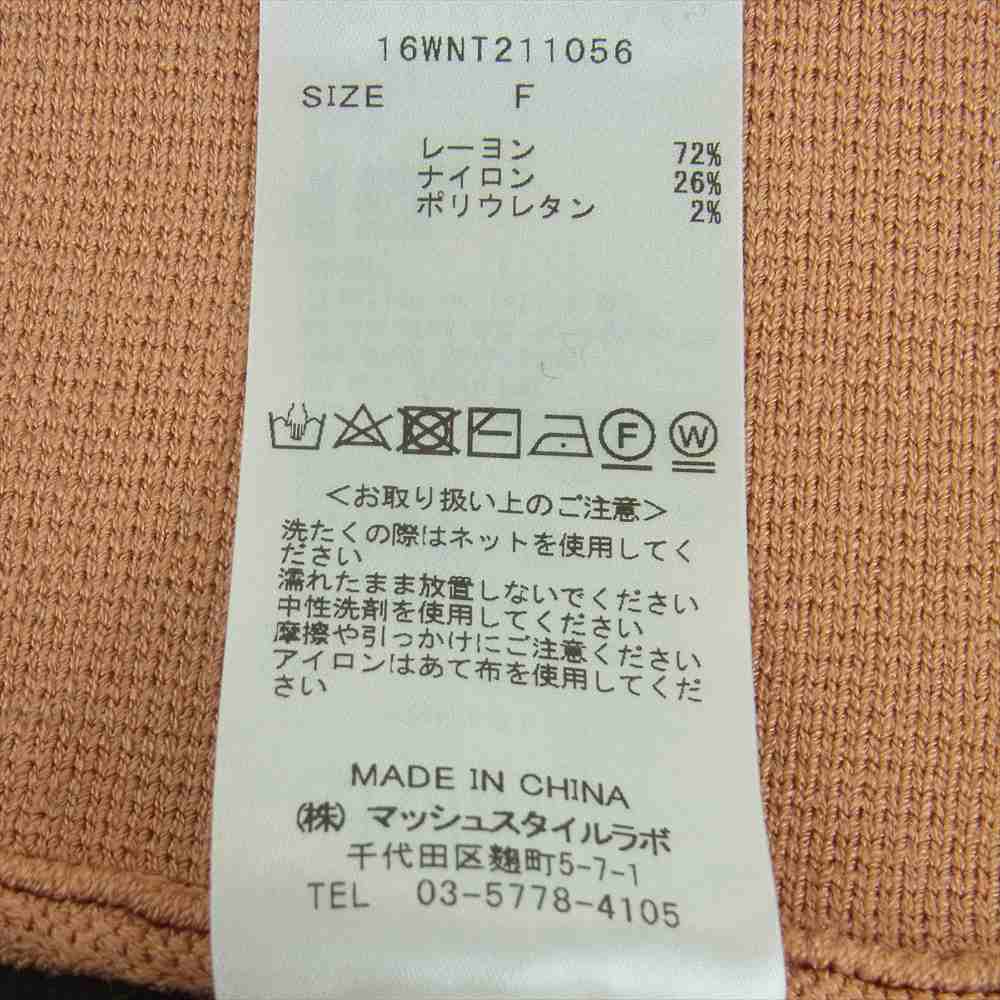 16WNT211056
SIZE F
レーヨン 72%
ナイロン 26%
ポリウレタン 2%
F W
<お取り扱い上のご注意>
洗たくの際はネットを使用してく
ださい
濡れたまま放置しないでください
中性洗剤を使用してください
摩擦や引っかけにご注意ください
アイロンはあて布を使用してくだ
さい
MADE IN CHINA
(株) マッシュスタイルラボ
千代田区麹町5-7-1
TEL 03-5778-4105